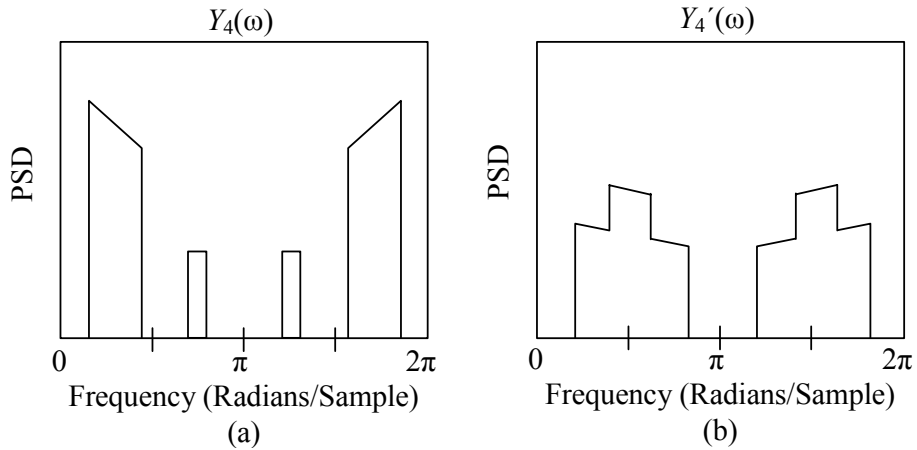 Y₄(ω)
PSD
0
π
2π
Frequency (Radians/Sample)
(a)
Y₄´(ω)
PSD
0
π
2π
Frequency (Radians/Sample)
(b)